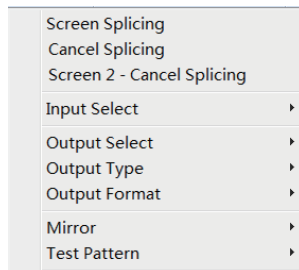 Screen Splicing
Cancel Splicing
Screen 2 - Cancel Splicing
Input Select
Output Select
Output Type
Output Format
Mirror
Test Pattern